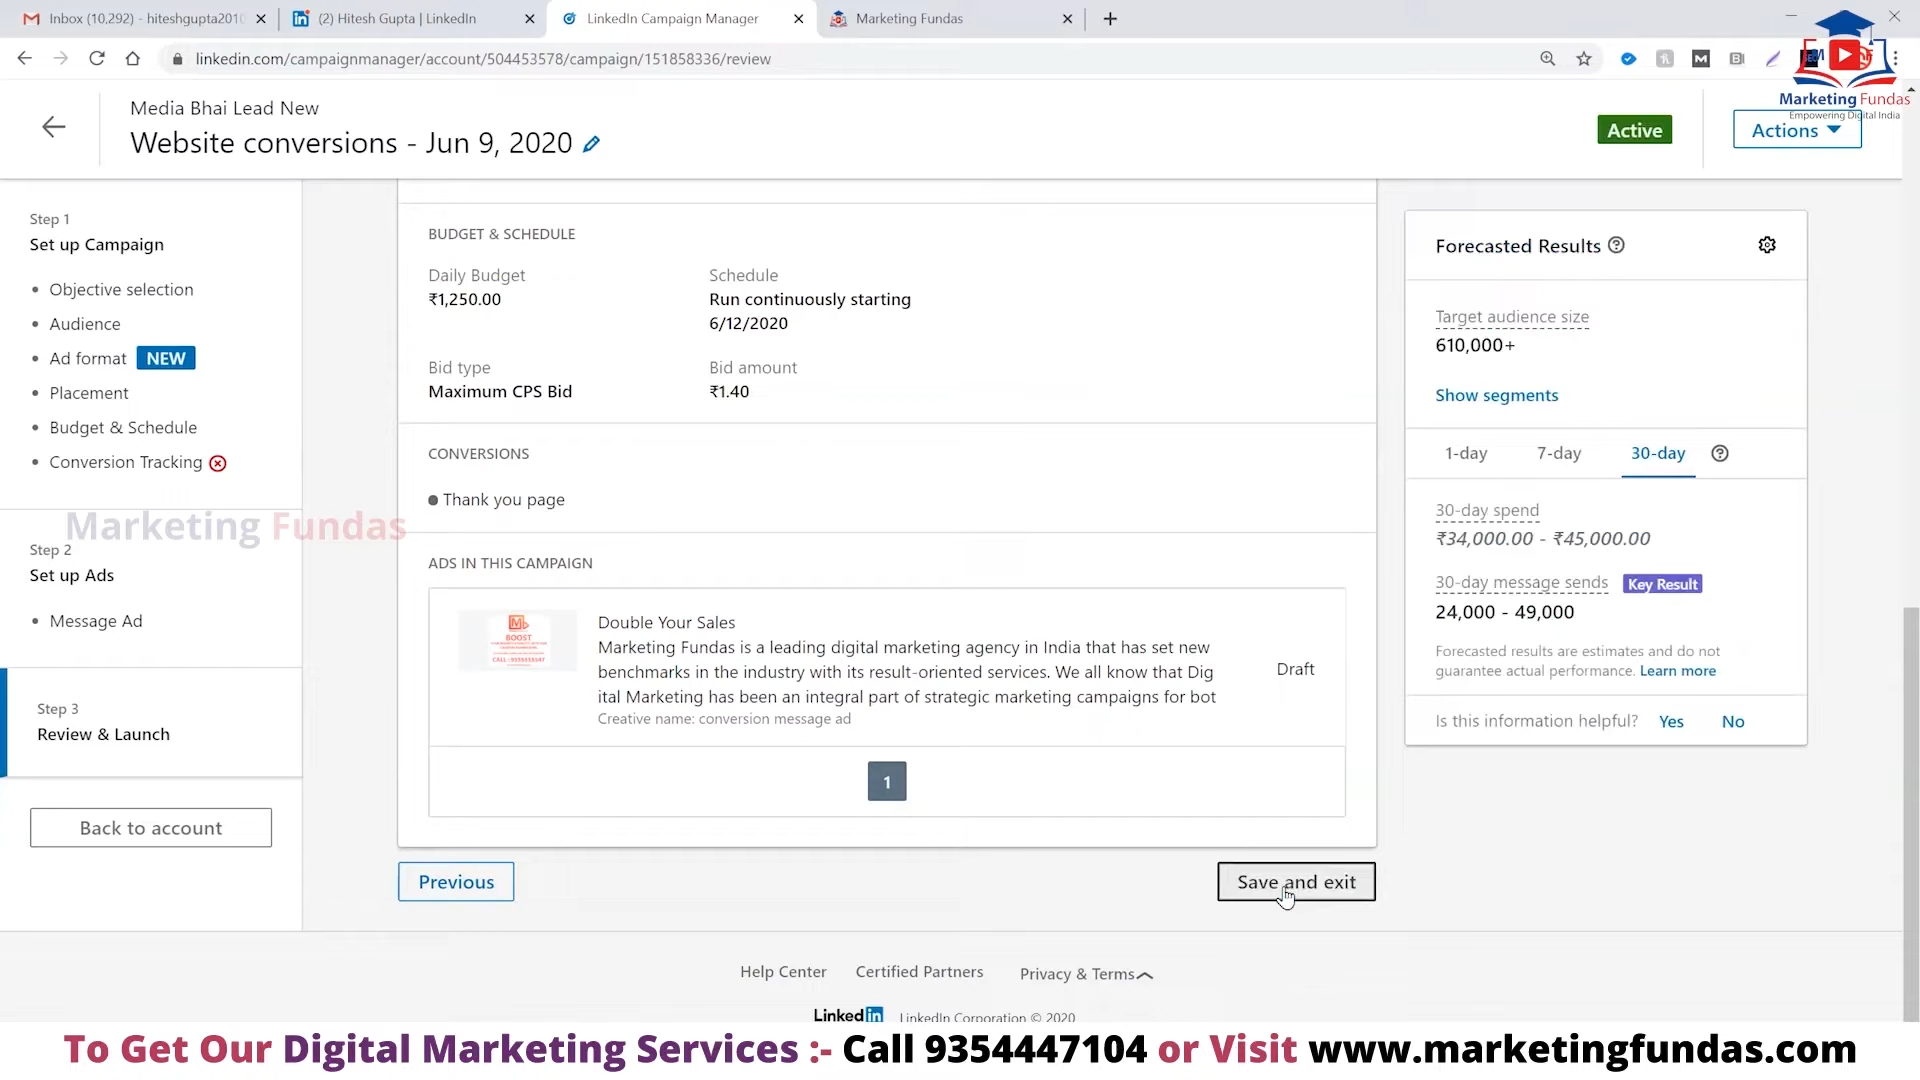 Inbox (10,292) - hiteshgupta201
(2) Hitesh Gupta | LinkedIn
LinkedIn Campaign Manager
Marketing Fundas
linkedin.com/campaignmanager/account/504453578/campaign/151858336/review
Marketing Fundas
Empowering Digital India
Media Bhai Lead New
Website conversions - Jun 9, 2020
Active
Actions
Step 1
Set up Campaign
Objective selection
Audience
Ad format NEW
Placement
Budget & Schedule
Conversion Tracking
Marketing Fundas
Step 2
Set up Ads
Message Ad
Step 3
Review & Launch
Back to account
BUDGET & SCHEDULE
Daily Budget
₹1,250.00
Schedule
Run continuously starting
6/12/2020
Bid type
Maximum CPS Bid
Bid amount
₹1.40
CONVERSIONS
Thank you page
ADS IN THIS CAMPAIGN
BOOST
Double Your Sales
Marketing Fundas is a leading digital marketing agency in India that has set new
benchmarks in the industry with its result-oriented services. We all know that Dig
ital Marketing has been an integral part of strategic marketing campaigns for bot
Creative name: conversion message ad
Draft
1
Previous
Save and exit
Forecasted Results
Target audience size
610,000+
Show segments
1-day
7-day
30-day
30-day spend
₹34,000.00 - ₹45,000.00
30-day message sends Key Result
24,000 - 49,000
Forecasted results are estimates and do not
guarantee actual performance. Learn more
Is this information helpful? Yes No
Help Center
Certified Partners
Privacy & Terms
LinkedIn LinkedIn Corporation © 2020
To Get Our Digital Marketing Services :- Call 9354447104 or Visit www.marketingfundas.com